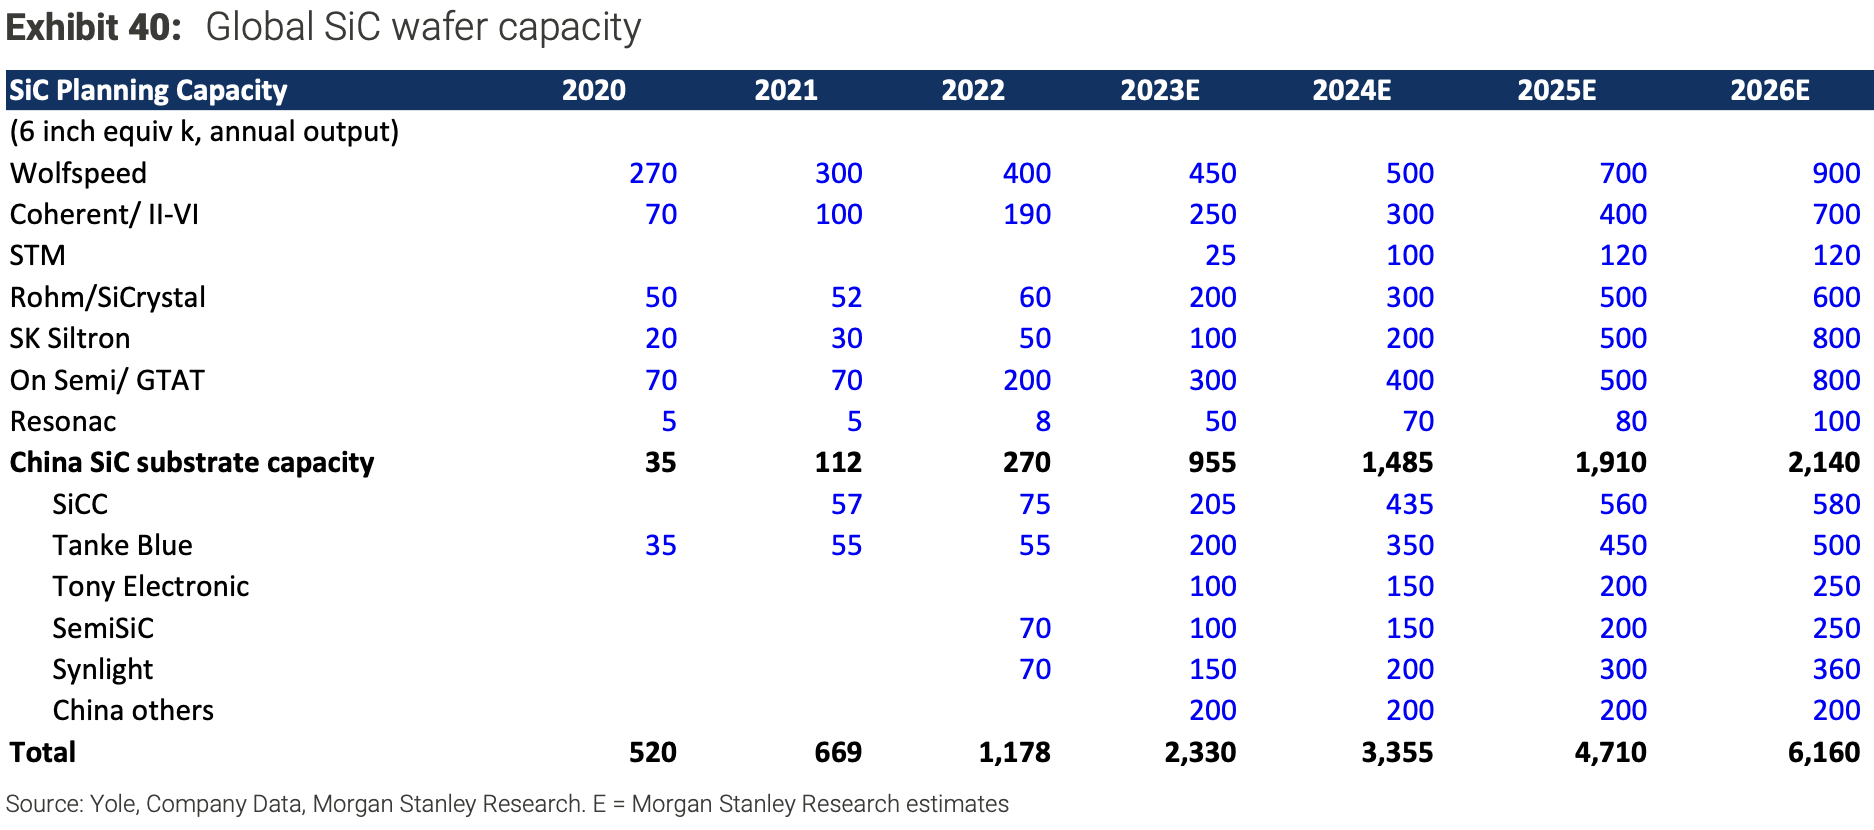 Exhibit 40: Global SiC wafer capacity
SiC Planning Capacity 2020 2021 2022 2023E 2024E 2025E 2026E
(6 inch equiv k, annual output)
Wolfspeed 270 300 400 450 500 700 900
Coherent/ II-VI 70 100 190 250 300 400 700
STM 25 100 120 120
Rohm/SiCrystal 50 52 60 200 300 500 600
SK Siltron 20 30 50 100 200 500 800
On Semi/ GTAT 70 70 200 300 400 500 800
Resonac 5 5 8 50 70 80 100
China SiC substrate capacity 35 112 270 955 1,485 1,910 2,140
SiCC 57 75 205 435 560 580
Tanke Blue 35 55 55 200 350 450 500
Tony Electronic 100 150 200 250
SemiSiC 70 100 150 200 250
Synlight 70 150 200 300 360
China others 200 200 200 200
Total 520 669 1,178 2,330 3,355 4,710 6,160
Source: Yole, Company Data, Morgan Stanley Research. E = Morgan Stanley Research estimates